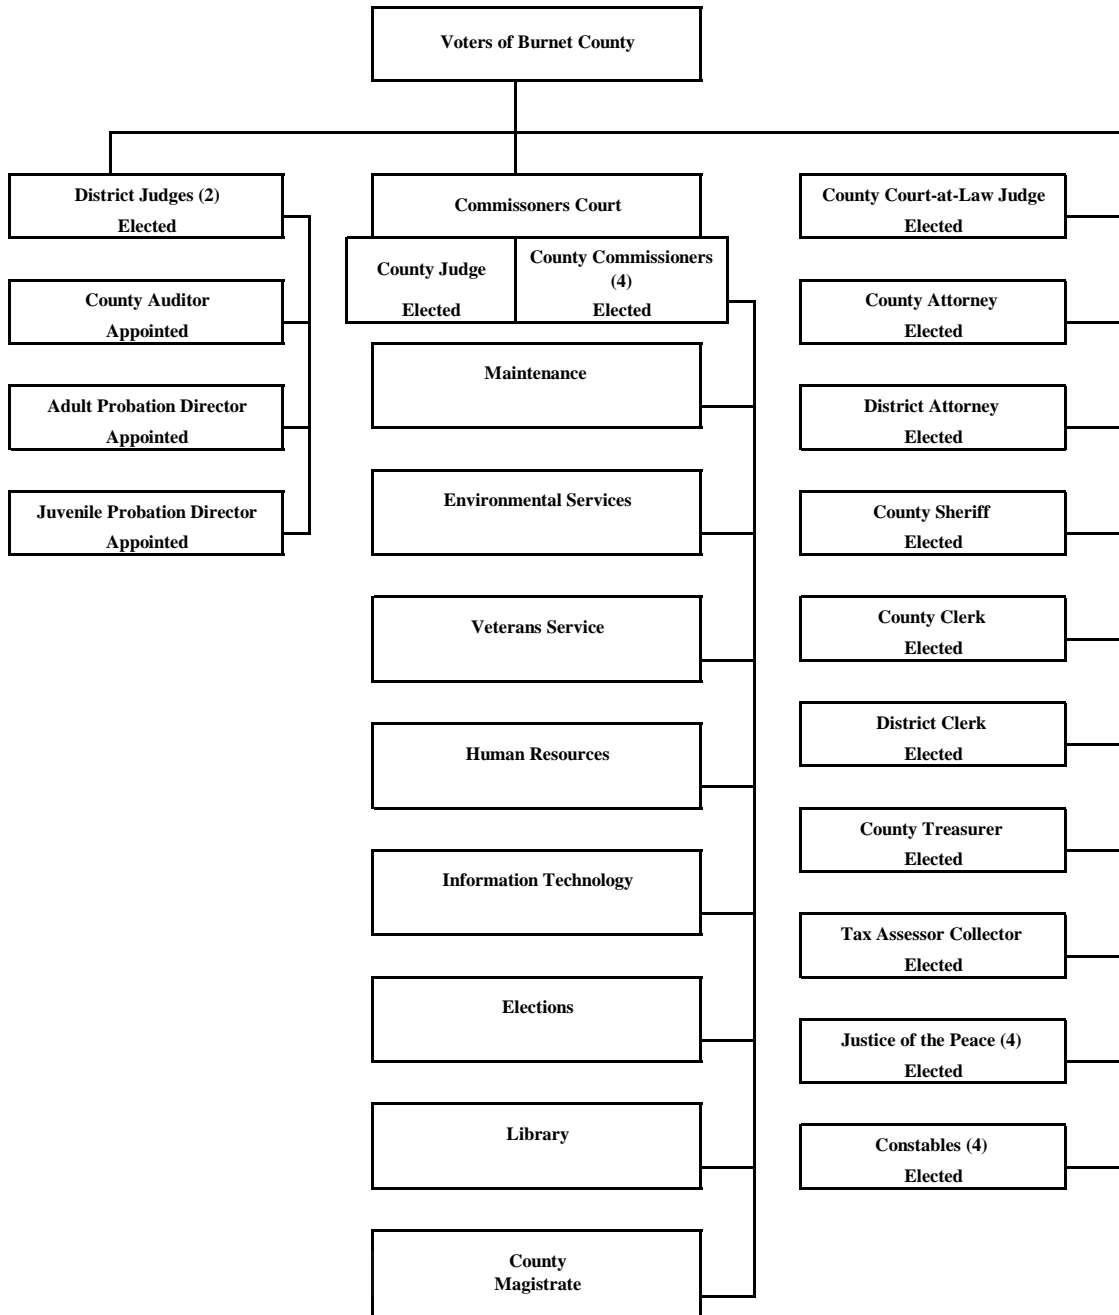 Voters of Burnet County
District Judges (2)
Elected
County Auditor
Appointed
Adult Probation Director
Appointed
Juvenile Probation Director
Appointed
Commissoners Court
County Judge
Elected
County Commissioners
(4)
Elected
Maintenance
Environmental Services
Veterans Service
Human Resources
Information Technology
Elections
Library
County
Magistrate
County Court-at-Law Judge
Elected
County Attorney
Elected
District Attorney
Elected
County Sheriff
Elected
County Clerk
Elected
District Clerk
Elected
County Treasurer
Elected
Tax Assessor Collector
Elected
Justice of the Peace (4)
Elected
Constables (4)
Elected